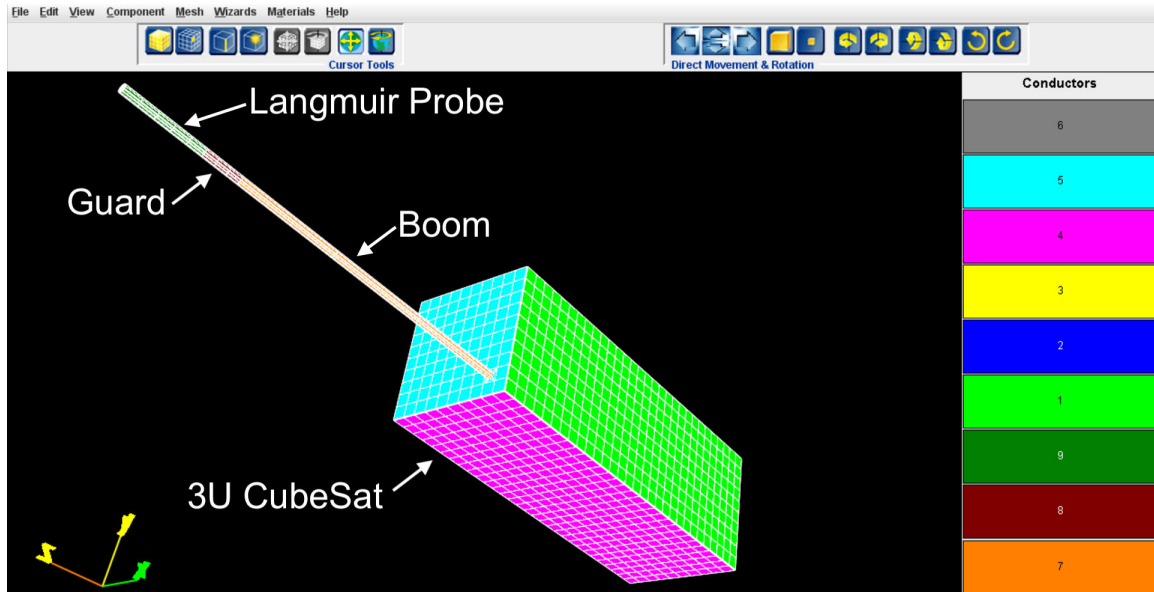 File Edit View Component Mesh Wizards Materials Help
Cursor Tools
Direct Movement & Rotation
Conductors
6
5
4
3
2
1
9
8
7
Langmuir Probe
Guard
Boom
3U CubeSat
Z
Y
X